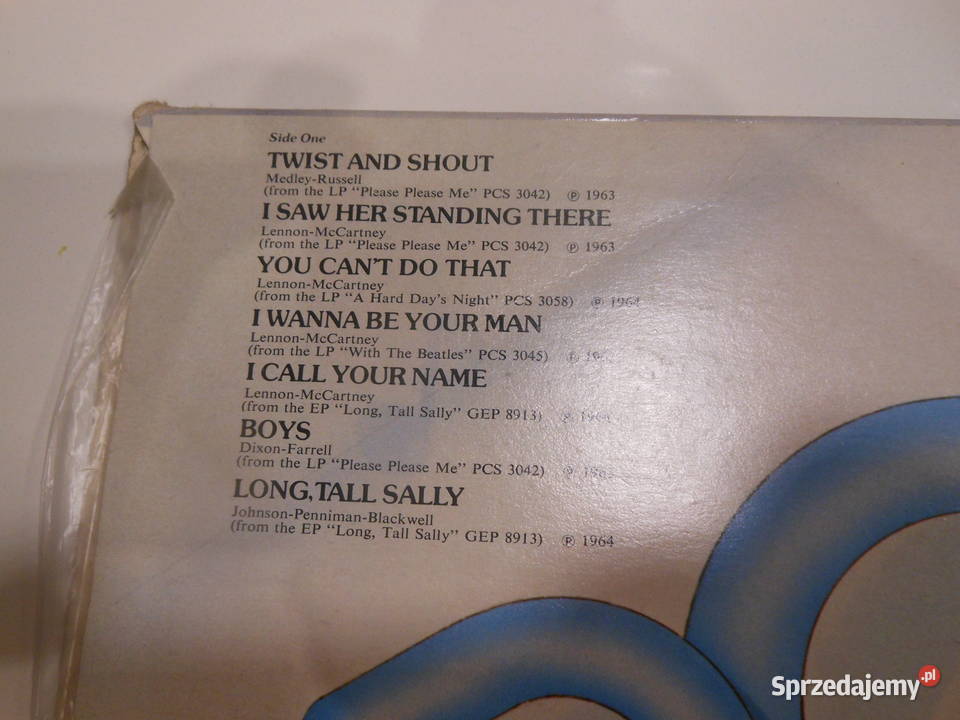 Side One
TWIST AND SHOUT
Medley-Russell
(from the LP "Please Please Me" PCS 3042) ℗ 1963
I SAW HER STANDING THERE
Lennon-McCartney
(from the LP "Please Please Me" PCS 3042) ℗ 1963
YOU CAN'T DO THAT
Lennon-McCartney
(from the LP "A Hard Day's Night" PCS 3058) ℗ 1964
I WANNA BE YOUR MAN
Lennon-McCartney
(from the LP "With The Beatles" PCS 3045) ℗
I CALL YOUR NAME
Lennon-McCartney
(from the EP "Long, Tall Sally" GEP 8913) ℗ 1964
BOYS
Dixon-Farrell
(from the LP "Please Please Me" PCS 3042) ℗ 1963
LONG, TALL SALLY
Johnson-Penniman-Blackwell
(from the EP "Long, Tall Sally" GEP 8913) ℗ 1964
Sprzedajemy.pl